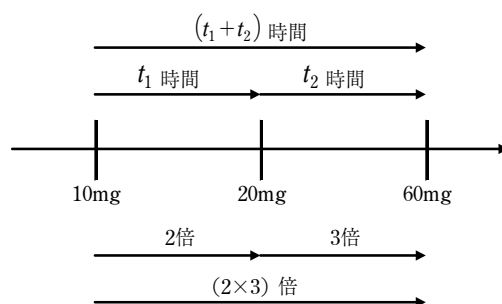 (t₁+t₂) 時間
t₁ 時間 t₂ 時間
10mg 20mg 60mg
2倍 3倍
(2×3) 倍